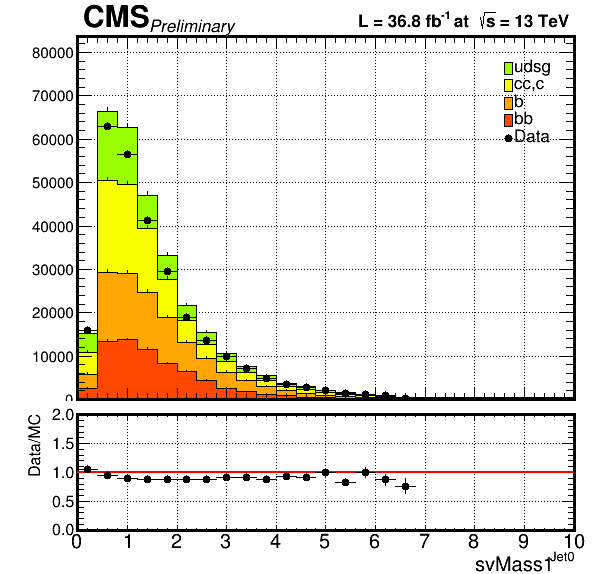 CMS Preliminary L = 36.8 fb⁻¹ at √s = 13 TeV
80000
70000
60000
50000
40000
30000
20000
10000
0
udsg
cc,c
b
bb
Data
Data/MC
2.0
1.5
1.0
0.5
0.0
0 1 2 3 4 5 6 7 8 9 10
svMass1 Jet0